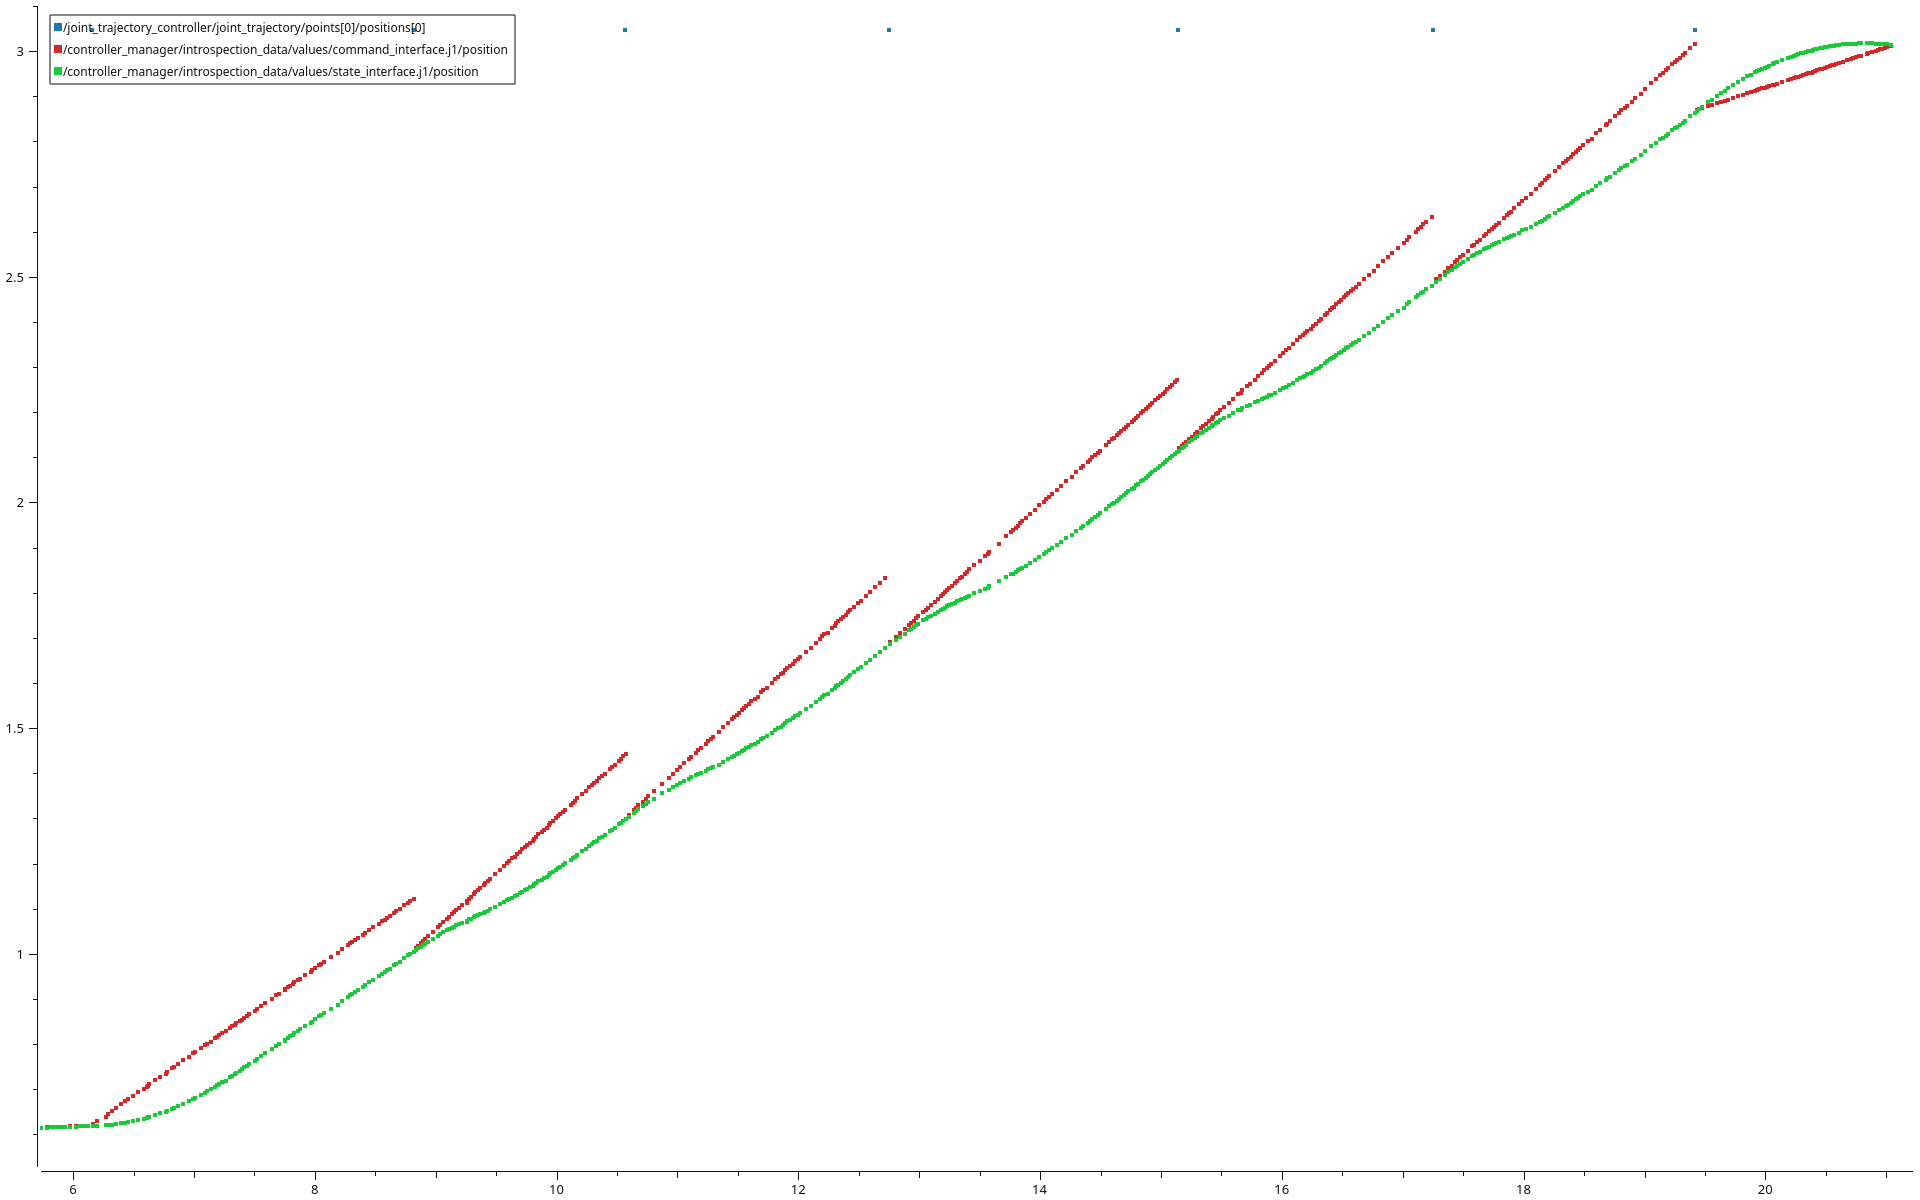 /joint_trajectory_controller/joint_trajectory/points[0]/positions[0]
/controller_manager/introspection_data/values/command_interface.j1/position
/controller_manager/introspection_data/values/state_interface.j1/position
3
2.5
2
1.5
1
6 8 10 12 14 16 18 20